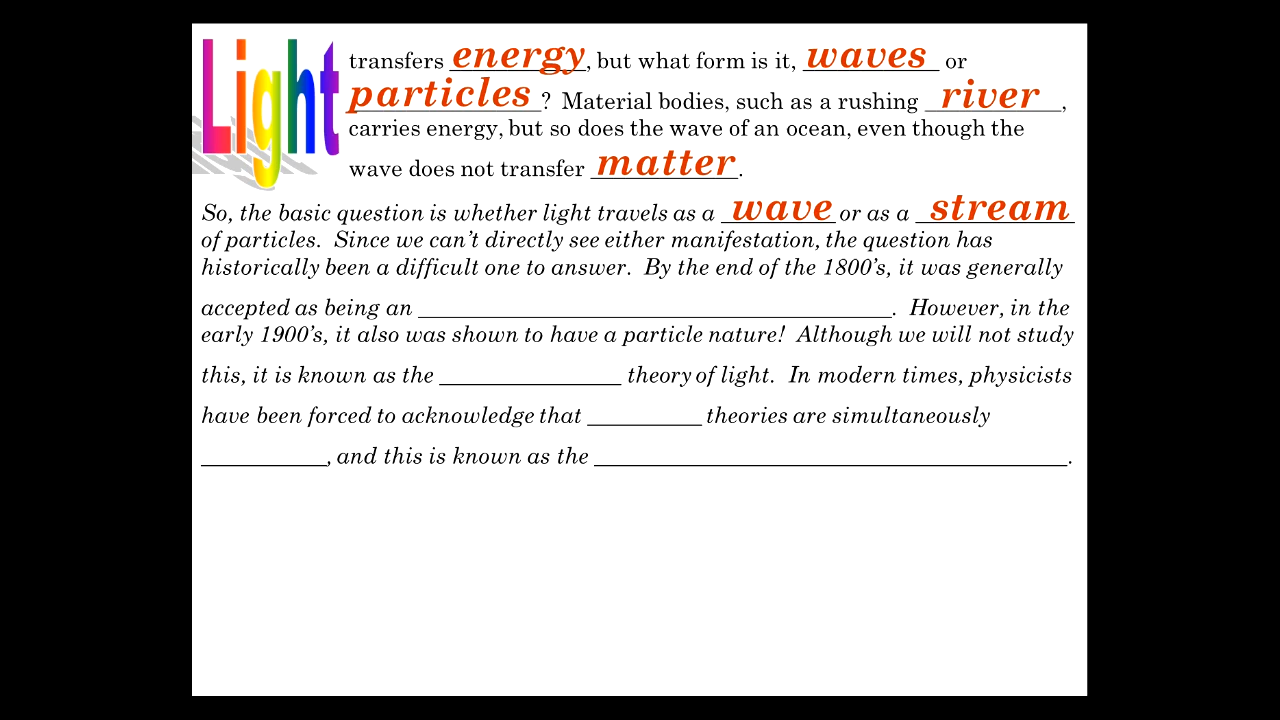 Light transfers energy, but what form is it, waves or
particles? Material bodies, such as a rushing river,
carries energy, but so does the wave of an ocean, even though the
wave does not transfer matter.
So, the basic question is whether light travels as a wave or as a stream
of particles. Since we can't directly see either manifestation, the question has
historically been a difficult one to answer. By the end of the 1800's, it was generally
accepted as being an ______________________________________. However, in the
early 1900's, it also was shown to have a particle nature! Although we will not study
this, it is known as the ________________ theory of light. In modern times, physicists
have been forced to acknowledge that __________ theories are simultaneously
___________, and this is known as the ______________________________________.